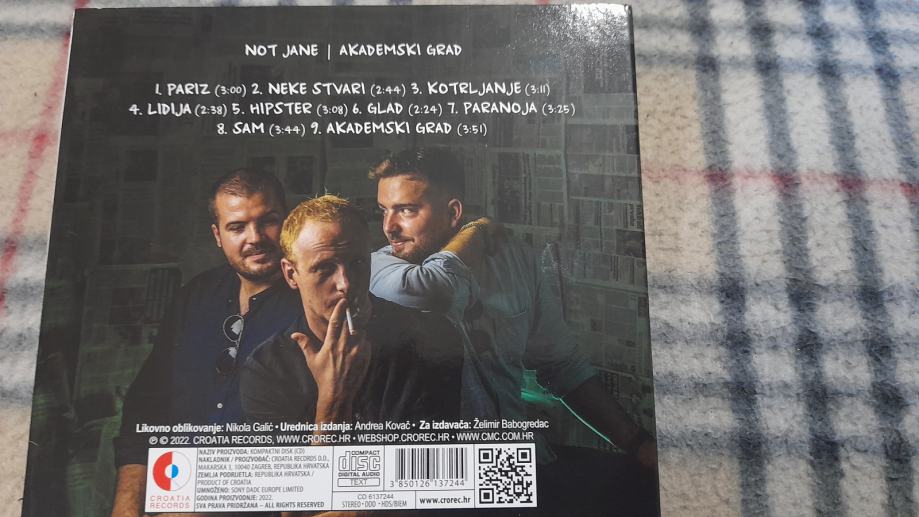 NOT JANE | AKADEMSKI GRAD
1. PARIZ (3:00) 2. NEKE STVARI (2:44) 3. KOTRLJANJE (3:11)
4. LIDIJA (2:38) 5. HIPSTER (3:08) 6. GLAD (2:24) 7. PARANOJA (3:25)
8. SAM (3:44) 9. AKADEMSKI GRAD (3:51)
Likovno oblikovanje: Nikola Galić • Urednica izdanja: Andrea Kovač • Za izdavača: Želimir Babogredac
℗ © 2022. CROATIA RECORDS, WWW.CROREC.HR • WEBSHOP.CROREC.HR • WWW.CMC.COM.HR
CROATIA
RECORDS
NAZIV PROIZVODA: KOMPAKTNI DISK (CD)
NAKLADNIK / PROIZVOĐAČ: CROATIA RECORDS D.D.,
MAKARSKA 3, 10040 ZAGREB, REPUBLIKA HRVATSKA
ZEMLJA PODRIJETLA: REPUBLIKA HRVATSKA /
PRODUCT OF CROATIA
UMNOŽENO: SONY DADC EUROPE LIMITED
GODINA PROIZVODNJE: 2022.
SVA PRAVA PRIDRŽANA – ALL RIGHTS RESERVED
COMPACT
disc
DIGITAL AUDIO
TEXT
3 850126 137244
CD 6137244
STEREO • DDD • HDS/BIEM
www.crorec.hr